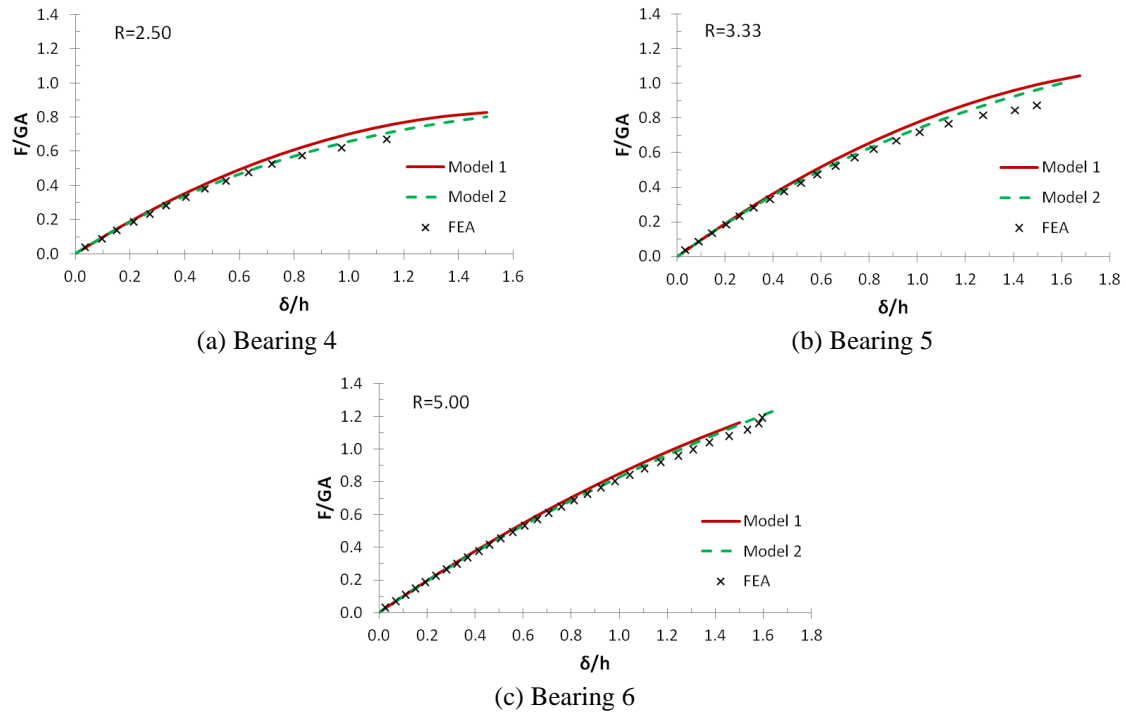 R=2.50
F/GA
1.4
1.2
1.0
0.8
0.6
0.4
0.2
0.0
Model 1
Model 2
FEA
0.0 0.2 0.4 0.6 0.8 1.0 1.2 1.4 1.6
δ/h
(a) Bearing 4
R=3.33
F/GA
1.4
1.2
1.0
0.8
0.6
0.4
0.2
0.0
Model 1
Model 2
FEA
0.0 0.2 0.4 0.6 0.8 1.0 1.2 1.4 1.6 1.8
δ/h
(b) Bearing 5
R=5.00
F/GA
1.4
1.2
1.0
0.8
0.6
0.4
0.2
0.0
Model 1
Model 2
FEA
0.0 0.2 0.4 0.6 0.8 1.0 1.2 1.4 1.6 1.8
δ/h
(c) Bearing 6